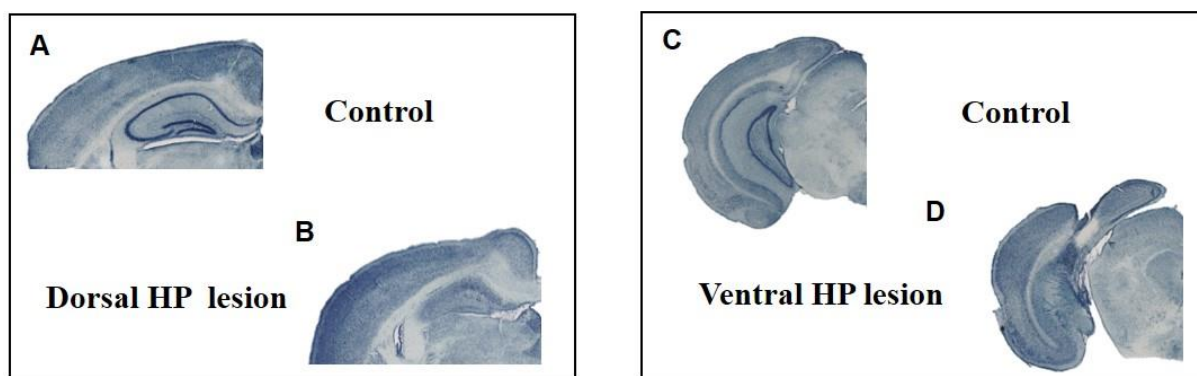 A
Control
B
Dorsal HP lesion
C
Control
D
Ventral HP lesion